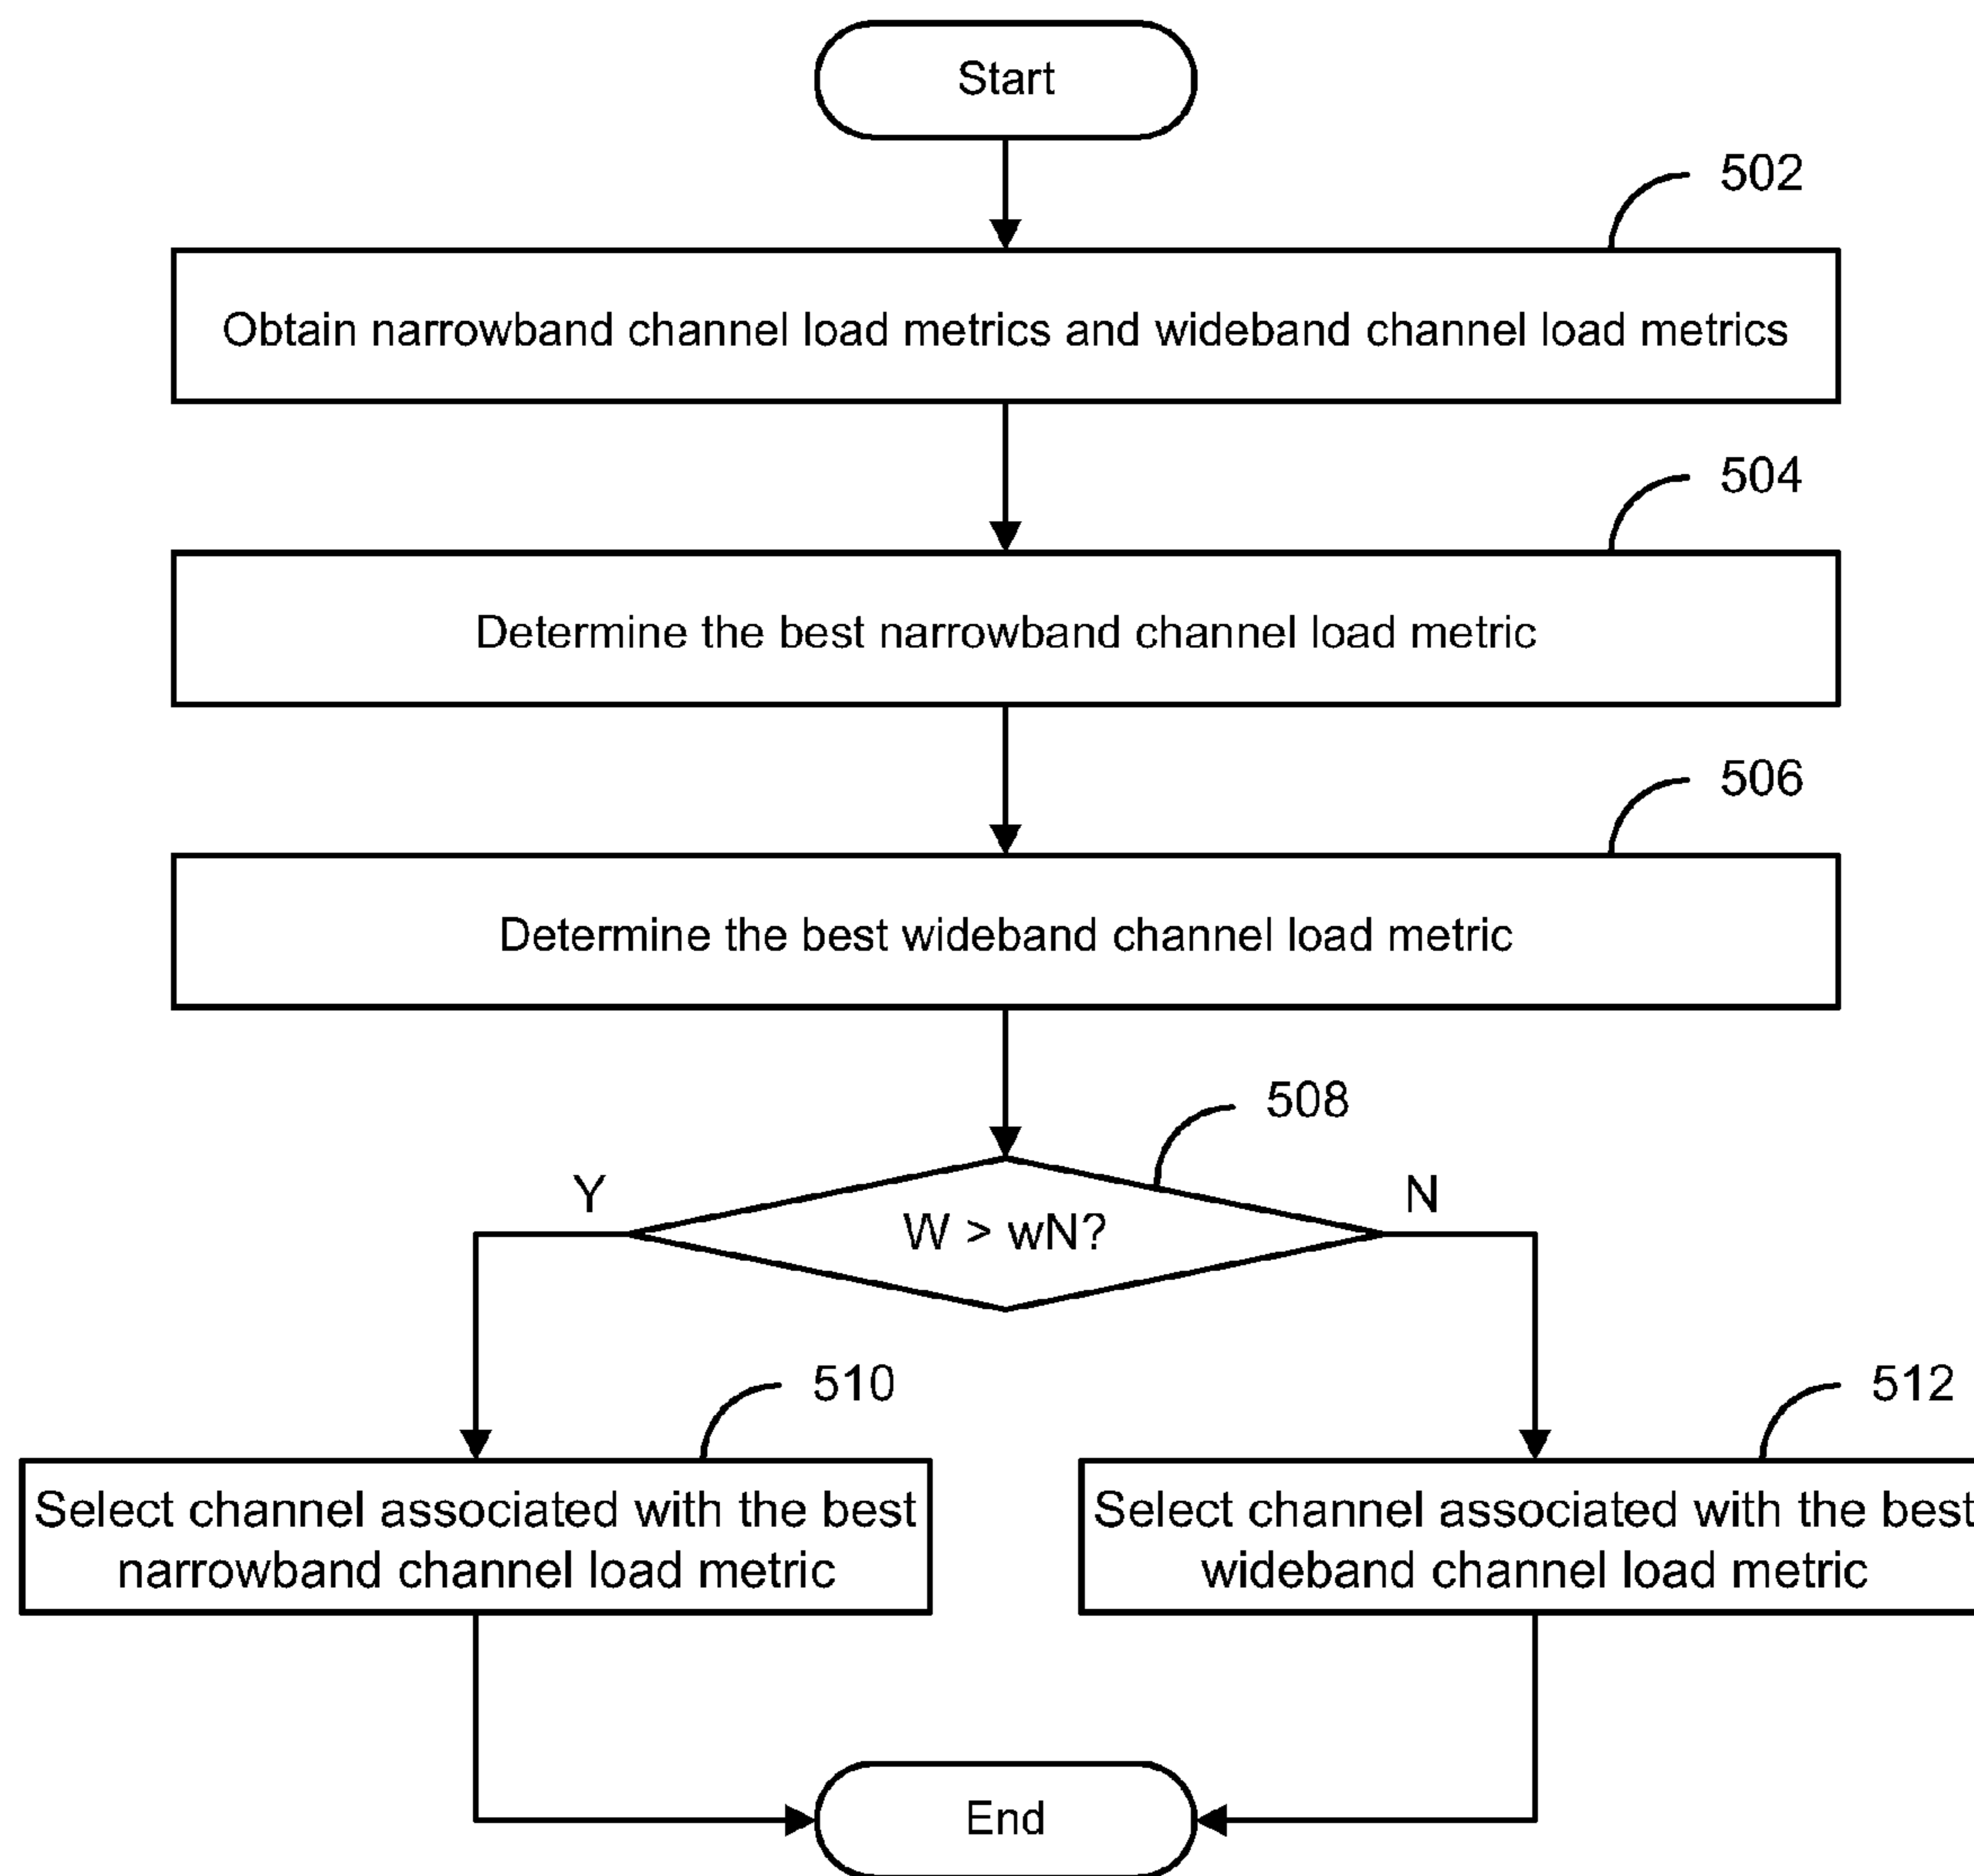 Start
502
Obtain narrowband channel load metrics and wideband channel load metrics
504
Determine the best narrowband channel load metric
506
Determine the best wideband channel load metric
508
Y
W > wN?
N
510
Select channel associated with the best
narrowband channel load metric
512
Select channel associated with the best
wideband channel load metric
End